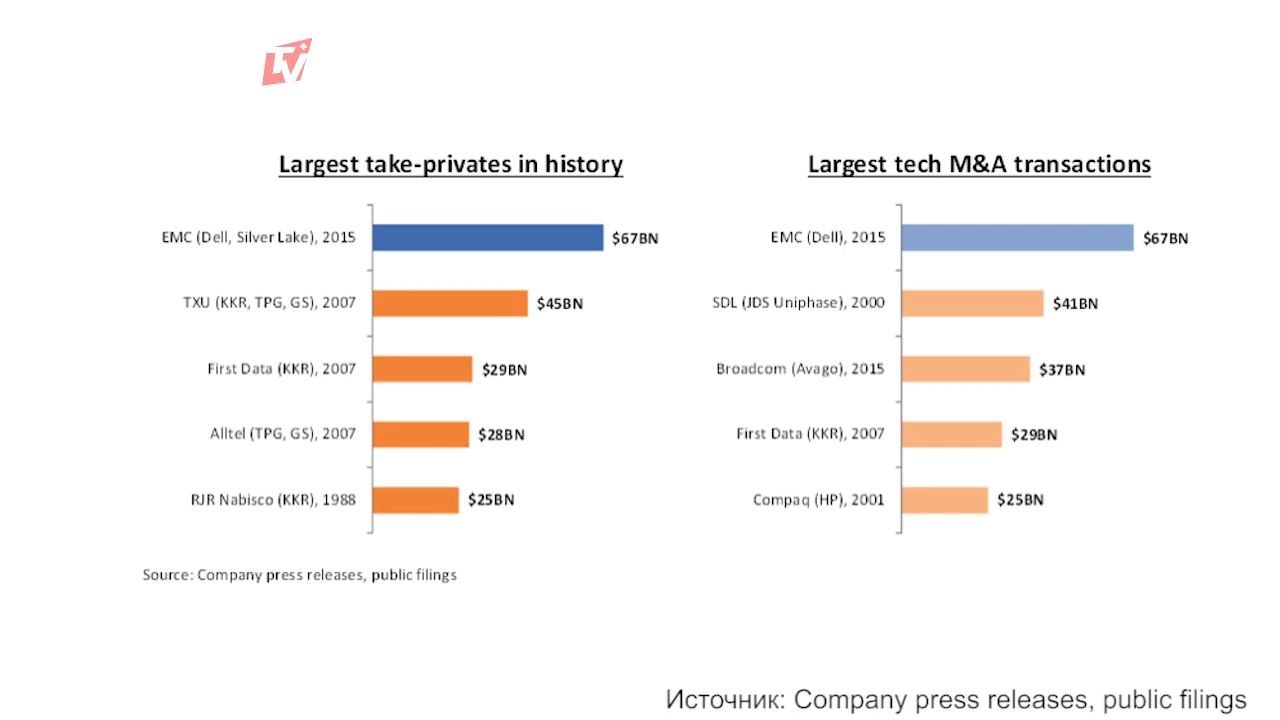 TV+
Largest take-privates in history
EMC (Dell, Silver Lake), 2015 $67BN
TXU (KKR, TPG, GS), 2007 $45BN
First Data (KKR), 2007 $29BN
Alltel (TPG, GS), 2007 $28BN
RJR Nabisco (KKR), 1988 $25BN
Source: Company press releases, public filings
Largest tech M&A transactions
EMC (Dell), 2015 $67BN
SDL (JDS Uniphase), 2000 $41BN
Broadcom (Avago), 2015 $37BN
First Data (KKR), 2007 $29BN
Compaq (HP), 2001 $25BN
Источник: Company press releases, public filings